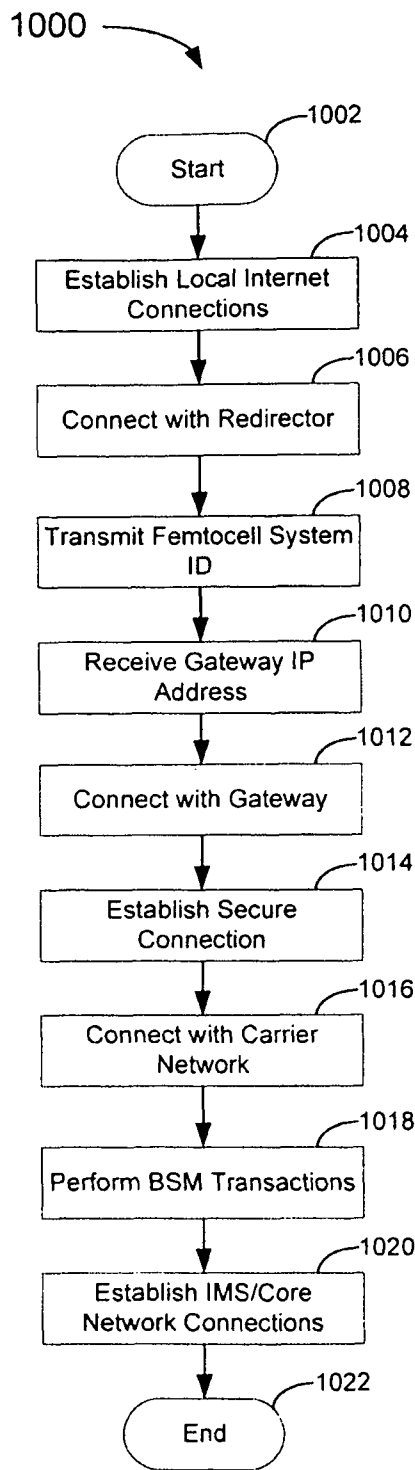 1000
1002
Start
1004
Establish Local Internet
Connections
1006
Connect with Redirector
1008
Transmit Femtocell System
ID
1010
Receive Gateway IP
Address
1012
Connect with Gateway
1014
Establish Secure
Connection
1016
Connect with Carrier
Network
1018
Perform BSM Transactions
1020
Establish IMS/Core
Network Connections
1022
End